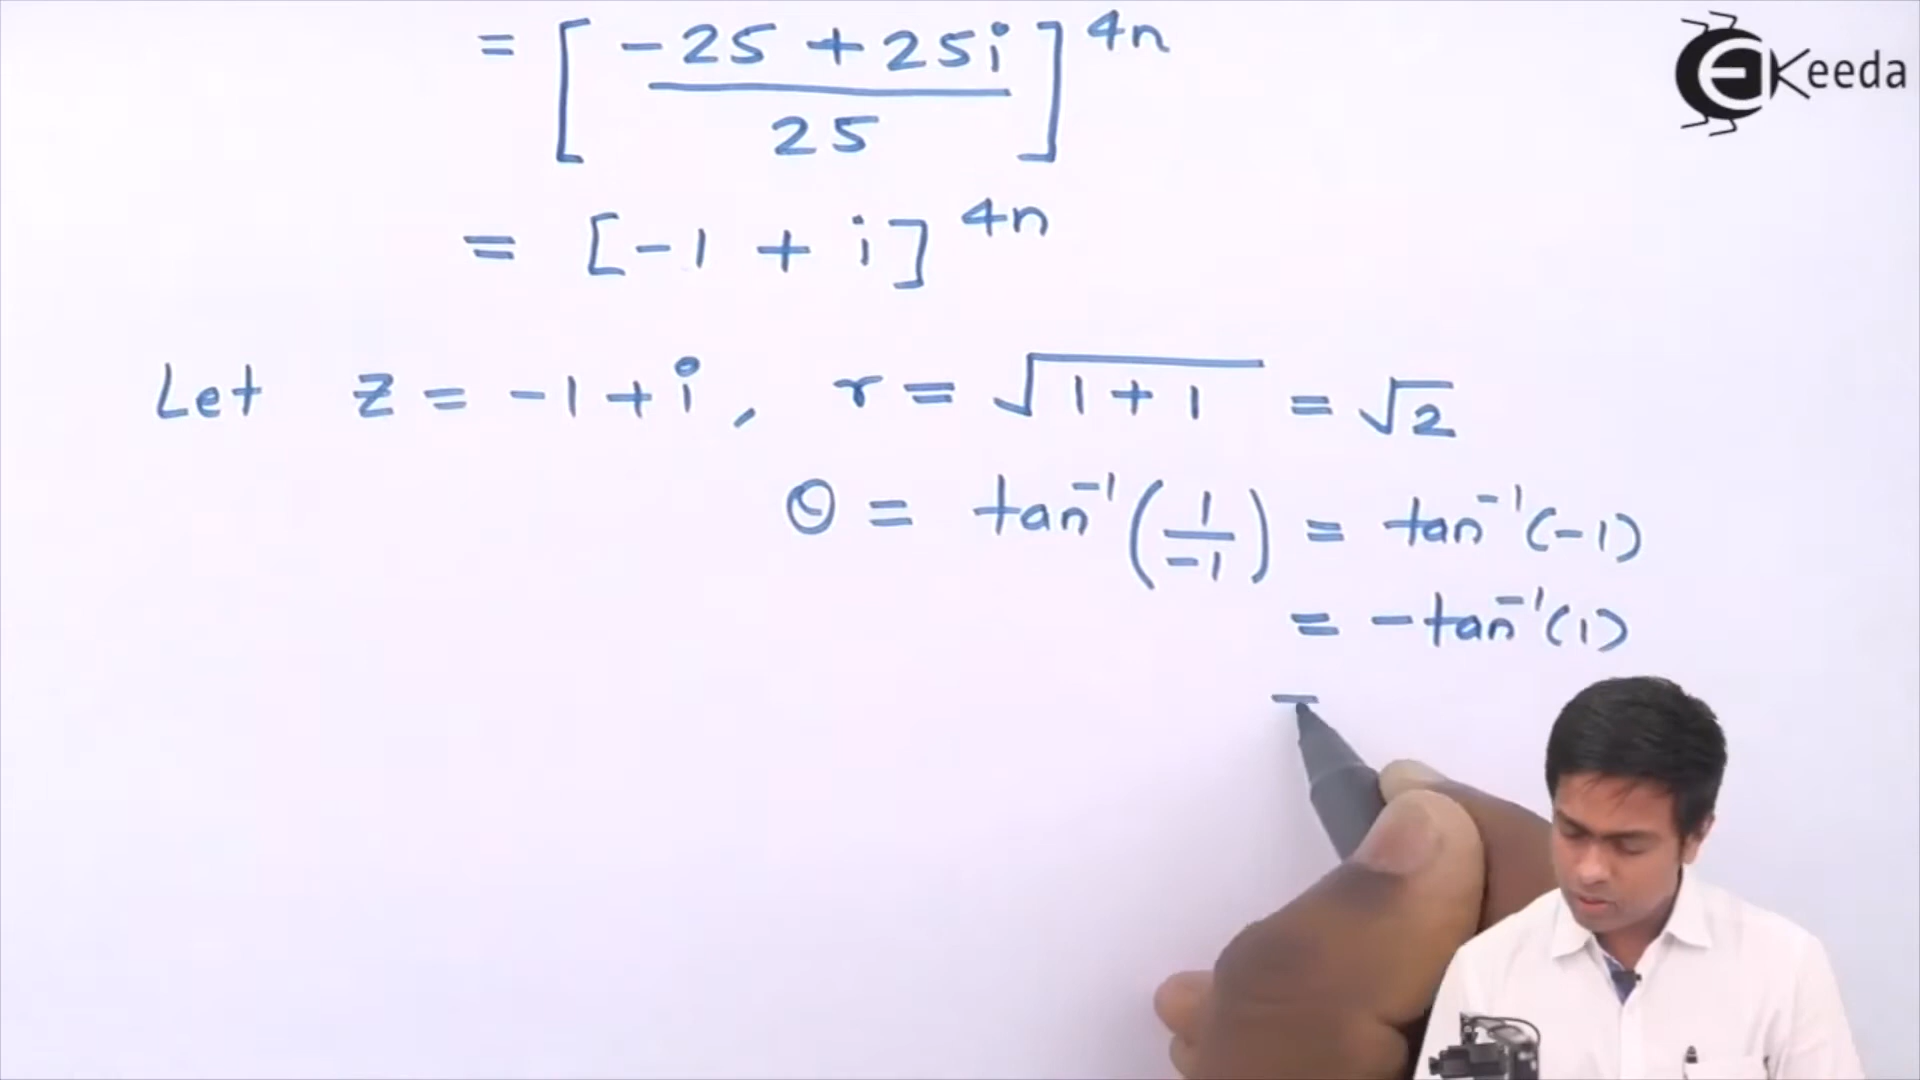 = [ -25 + 25i / 25 ]^4n
EKeeda
= [-1 + i]^4n
Let z = -1 + i, r = √1+1 = √2
θ = tan^-1 (1/-1) = tan^-1(-1)
= -tan^-1(1)
=